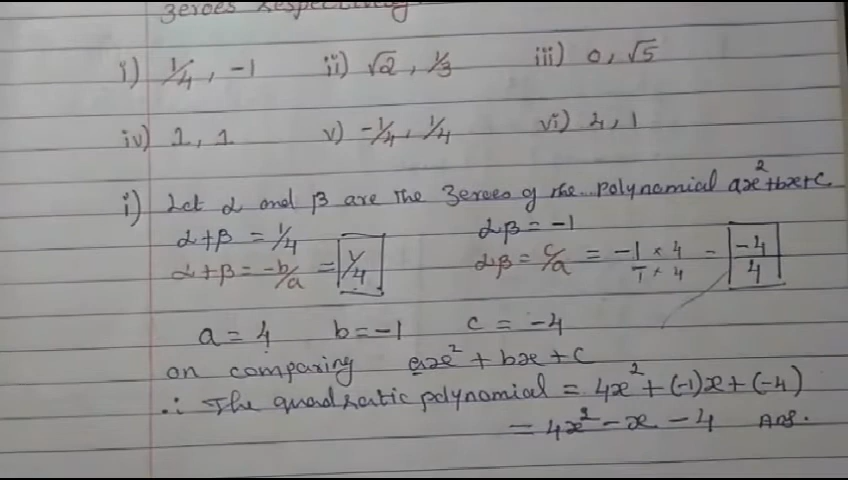 zeroes respectively
i) 1/4, -1 ii) √2, 1/3 iii) 0, √5
iv) 1, 1 v) -1/4, 1/4 vi) 4, 1
i) Let α and β are the zeroes of the polynomial ax²+bx+c
α+β = 1/4 αβ = -1
α+β = -b/a = 1/4 αβ = c/a = -1 × 4 / 1 × 4 = -4/4
a = 4 b = -1 c = -4
on comparing ax² + bx + c
∴ The quadratic polynomial = 4x² + (-1)x + (-4)
= 4x² - x - 4 Ans.